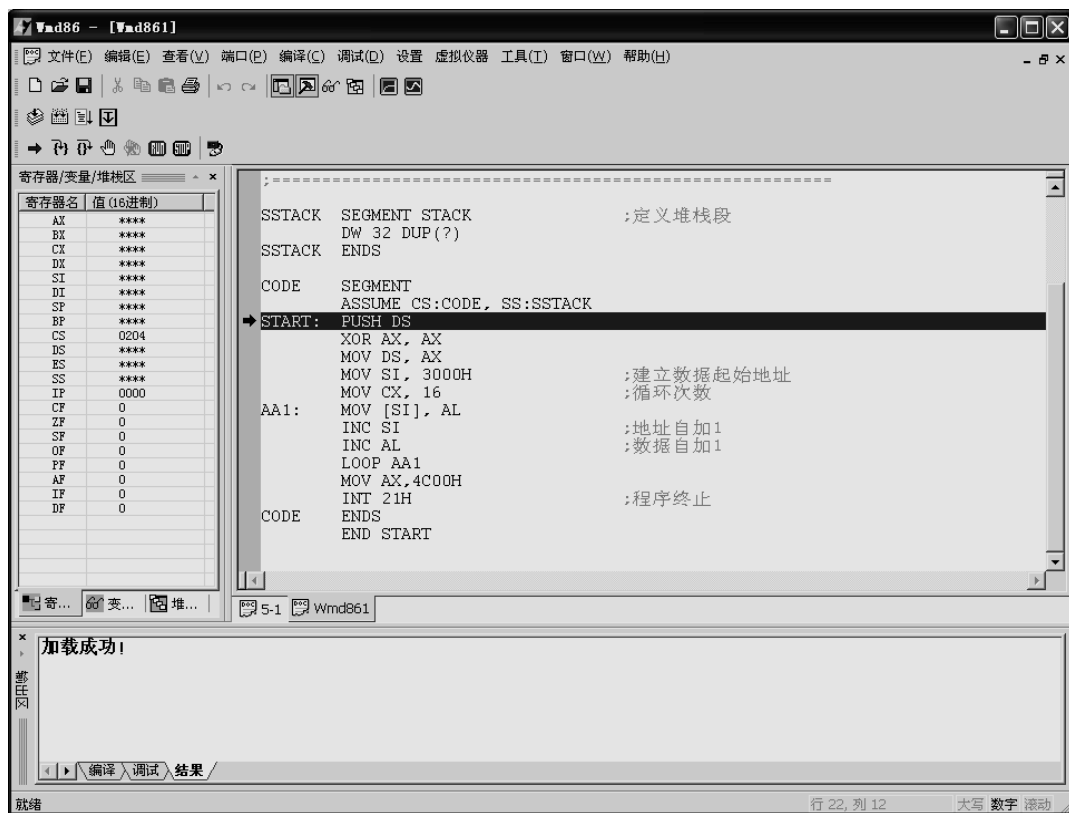 Wmd86 - [Wmd861]
文件(F) 编辑(E) 查看(V) 端口(P) 编译(C) 调试(D) 设置 虚拟仪器 工具(T) 窗口(W) 帮助(H)
寄存器/变量/堆栈区
寄存器名 值(16进制)
AX ****
BX ****
CX ****
DX ****
SI ****
DI ****
SP ****
BP ****
CS 0204
DS ****
ES ****
SS ****
IP 0000
CF 0
ZF 0
SF 0
OF 0
PF 0
AF 0
IF 0
DF 0
寄... 变... 堆...
;========================================================
SSTACK SEGMENT STACK ;定义堆栈段
DW 32 DUP(?)
SSTACK ENDS
CODE SEGMENT
ASSUME CS:CODE, SS:SSTACK
START: PUSH DS
XOR AX, AX
MOV DS, AX
MOV SI, 3000H ;建立数据起始地址
MOV CX, 16 ;循环次数
AA1: MOV [SI], AL
INC SI ;地址自加1
INC AL ;数据自加1
LOOP AA1
MOV AX,4C00H
INT 21H ;程序终止
CODE ENDS
END START
5-1 Wmd861
加载成功!
编译 调试 结果
就绪 行 22, 列 12 大写 数字 滚动